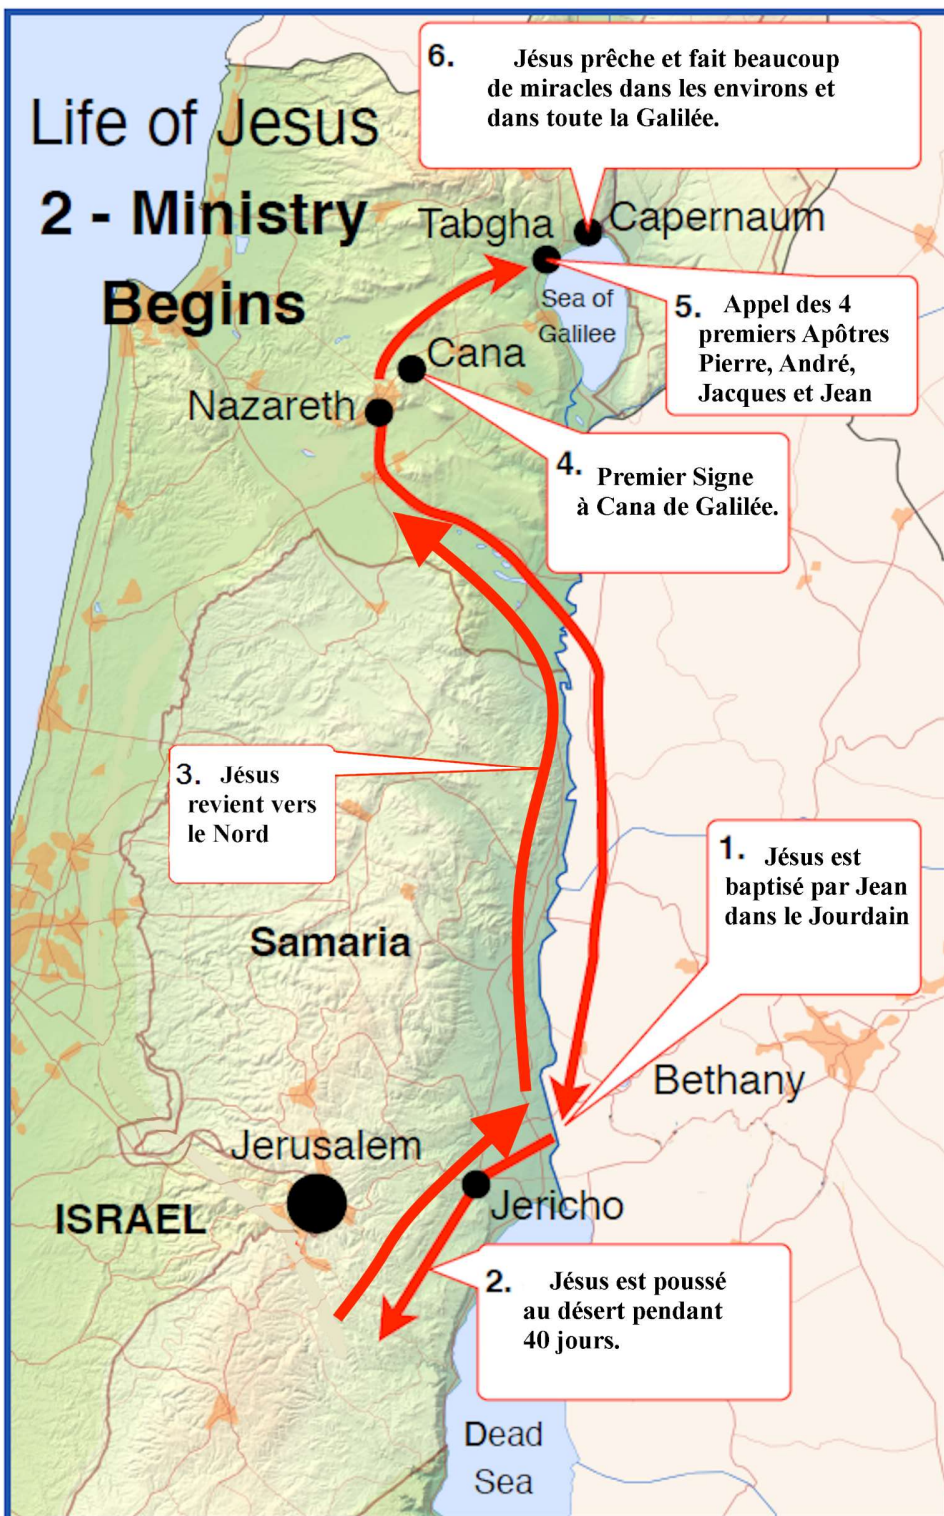 Life of Jesus
2 - Ministry
Begins
6. Jésus prêche et fait beaucoup
de miracles dans les environs et
dans toute la Galilée.
Tabgha
Capernaum
Sea of
Galilee
5. Appel des 4
premiers Apôtres
Pierre, André,
Jacques et Jean
Cana
Nazareth
4. Premier Signe
à Cana de Galilée.
3. Jésus
revient vers
le Nord
1. Jésus est
baptisé par Jean
dans le Jourdain
Samaria
Bethany
Jerusalem
ISRAEL
Jericho
2. Jésus est poussé
au désert pendant
40 jours.
Dead
Sea